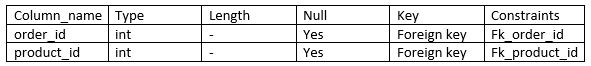 Column_name Type Length Null Key Constraints
order_id int - Yes Foreign key Fk_order_id
product_id int - Yes Foreign key Fk_product_id